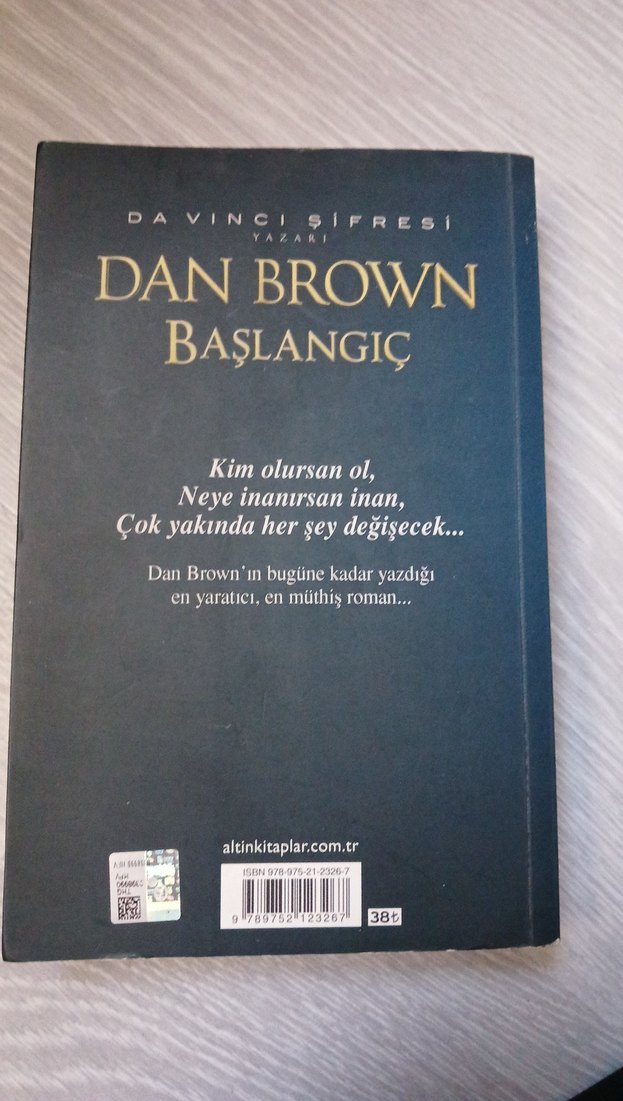 DA VINCI ŞİFRESİ
YAZARI
DAN BROWN
BAŞLANGIÇ
Kim olursan ol,
Neye inanırsan inan,
Çok yakında her şey değişecek...
Dan Brown'ın bugüne kadar yazdığı
en yaratıcı, en müthiş roman...
altinkitaplar.com.tr
ISBN 978-975-21-2326-7
9 789752 123267
38₺
THG